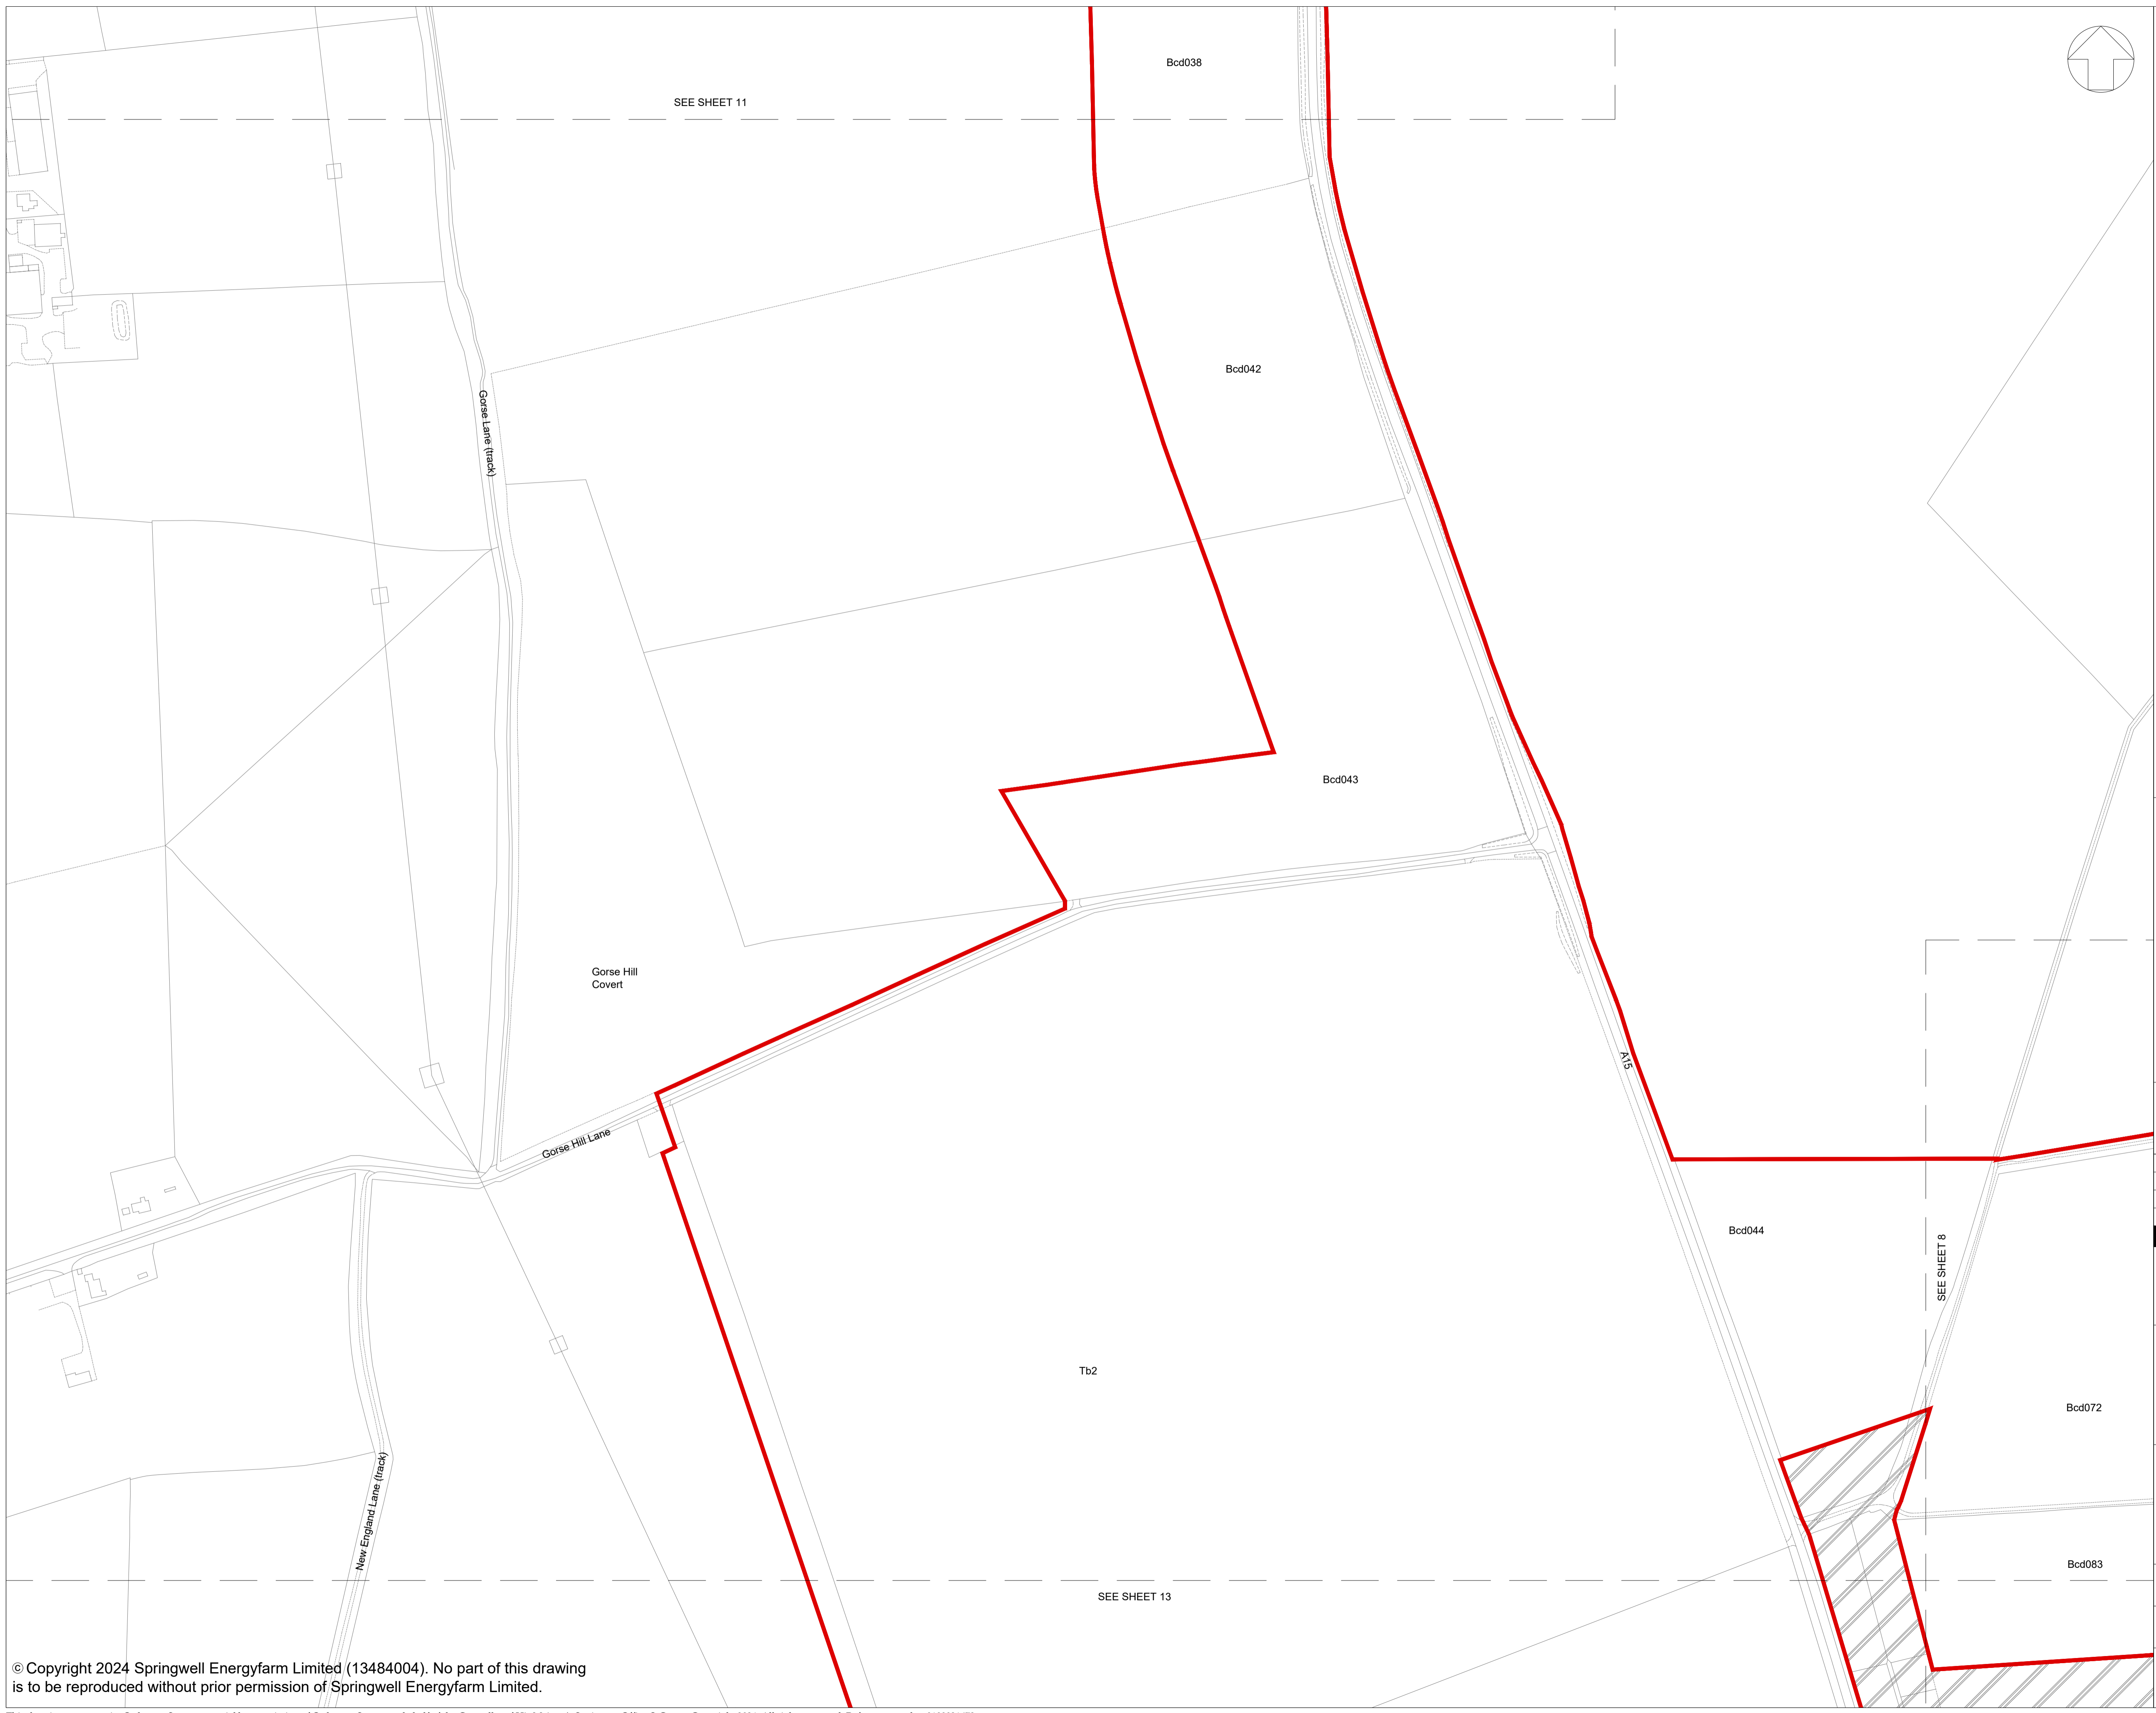 Bcd038
SEE SHEET 11
Bcd042
Gorse Lane (track)
Bcd043
Gorse Hill
Covert
A15
Gorse Hill Lane
Bcd044
SEE SHEET 8
Tb2
Bcd072
New England Lane (track)
Bcd083
SEE SHEET 13
© Copyright 2024 Springwell Energyfarm Limited (13484004). No part of this drawing
is to be reproduced without prior permission of Springwell Energyfarm Limited.